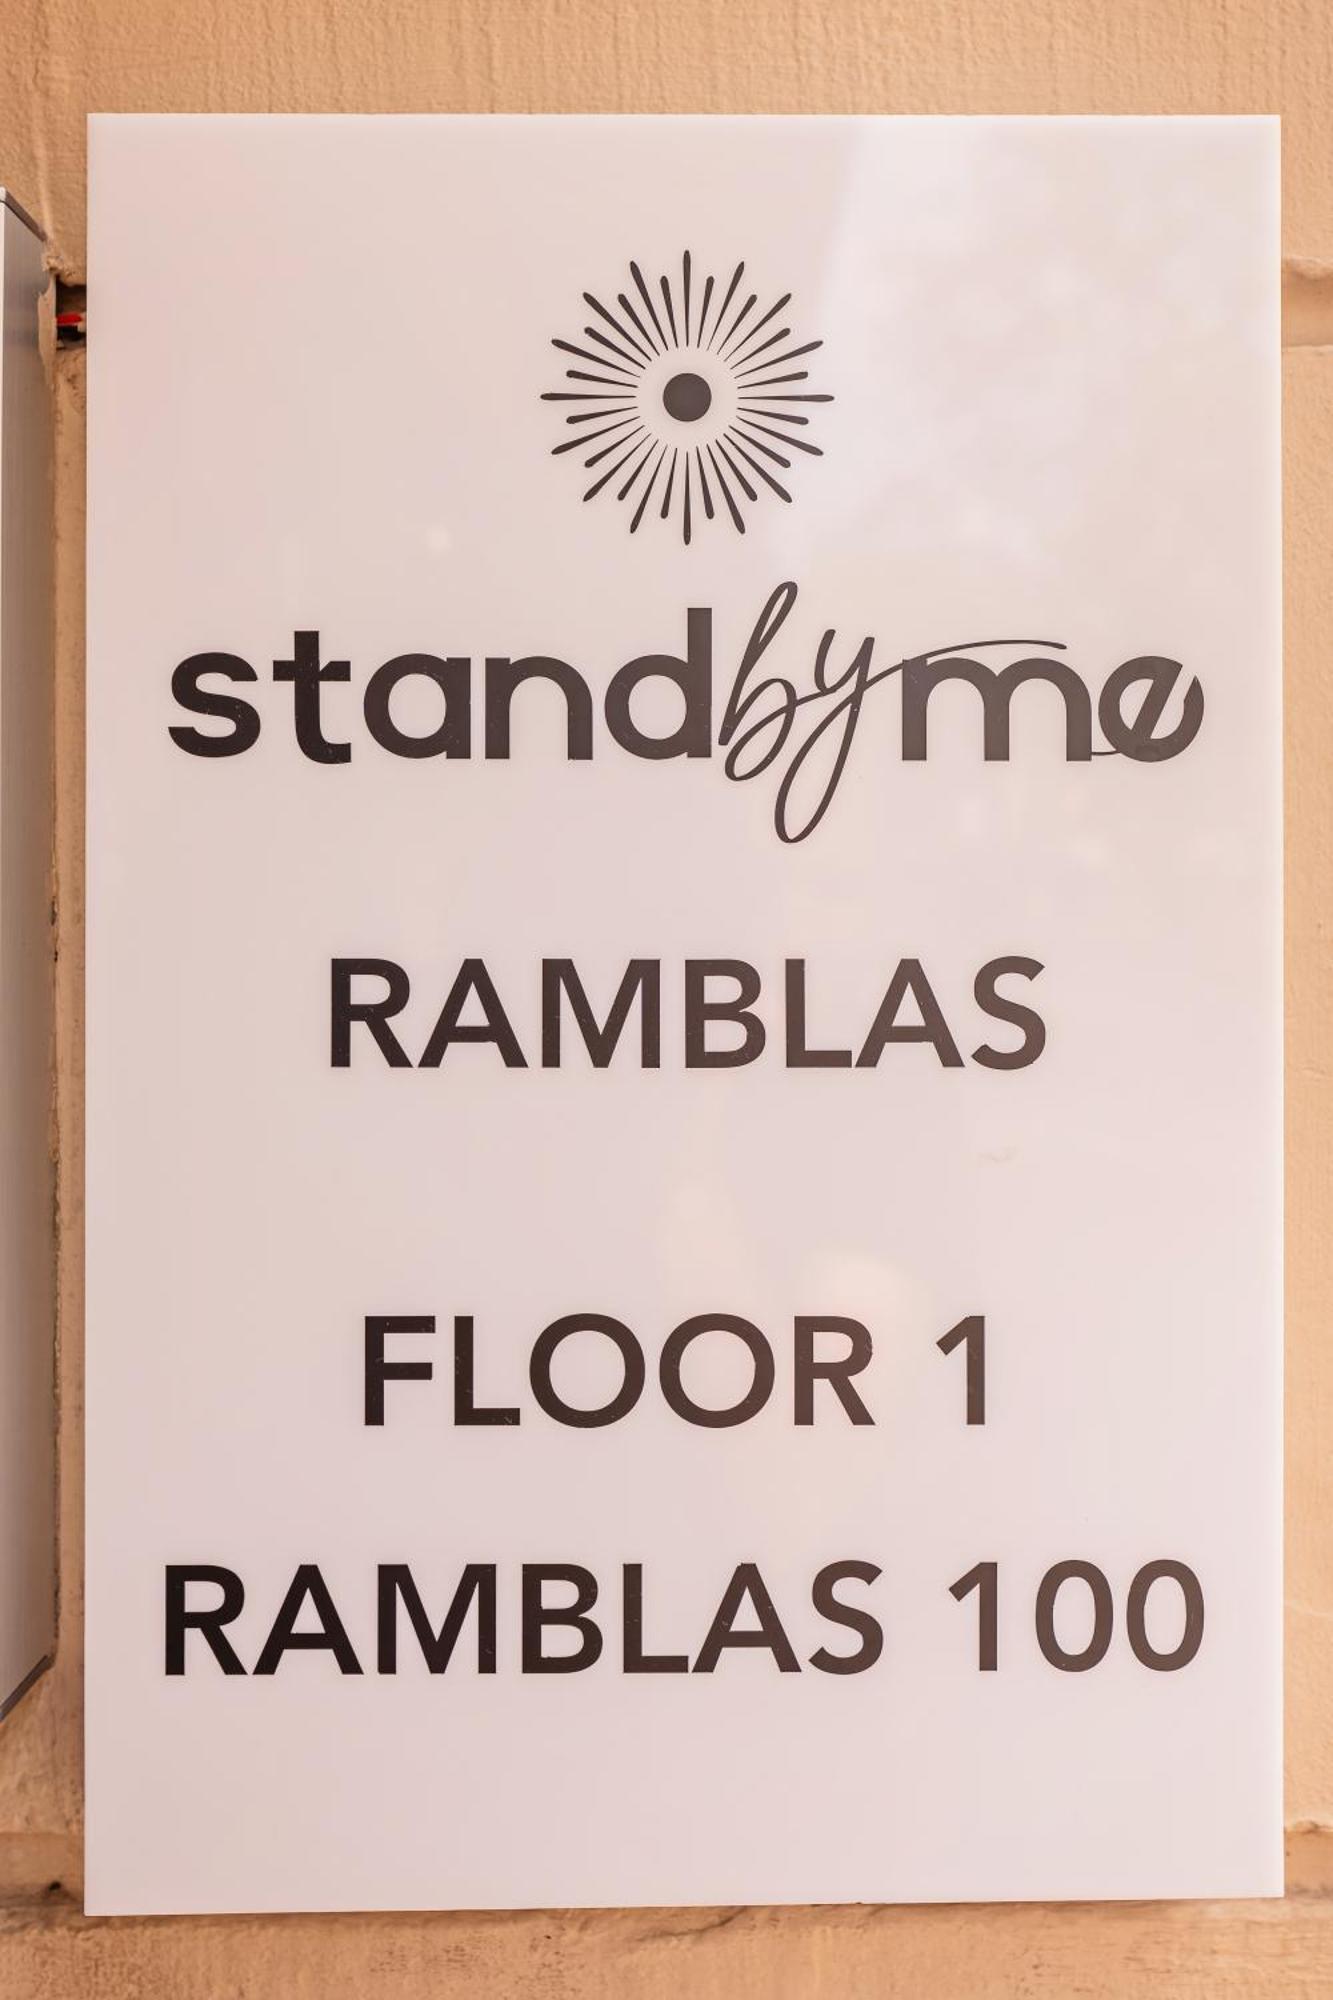 standbyme
RAMBLAS
FLOOR 1
RAMBLAS 100